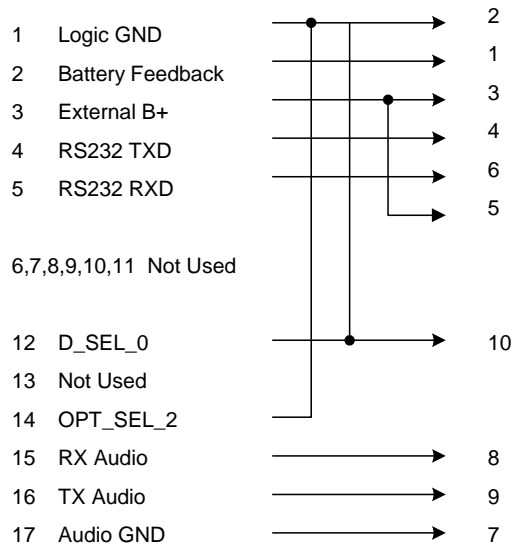 1 Logic GND 2
2 Battery Feedback 1
3 External B+ 3
4 RS232 TXD 4
5 RS232 RXD 6
5
6,7,8,9,10,11 Not Used
12 D_SEL_0 10
13 Not Used
14 OPT_SEL_2
15 RX Audio 8
16 TX Audio 9
17 Audio GND 7